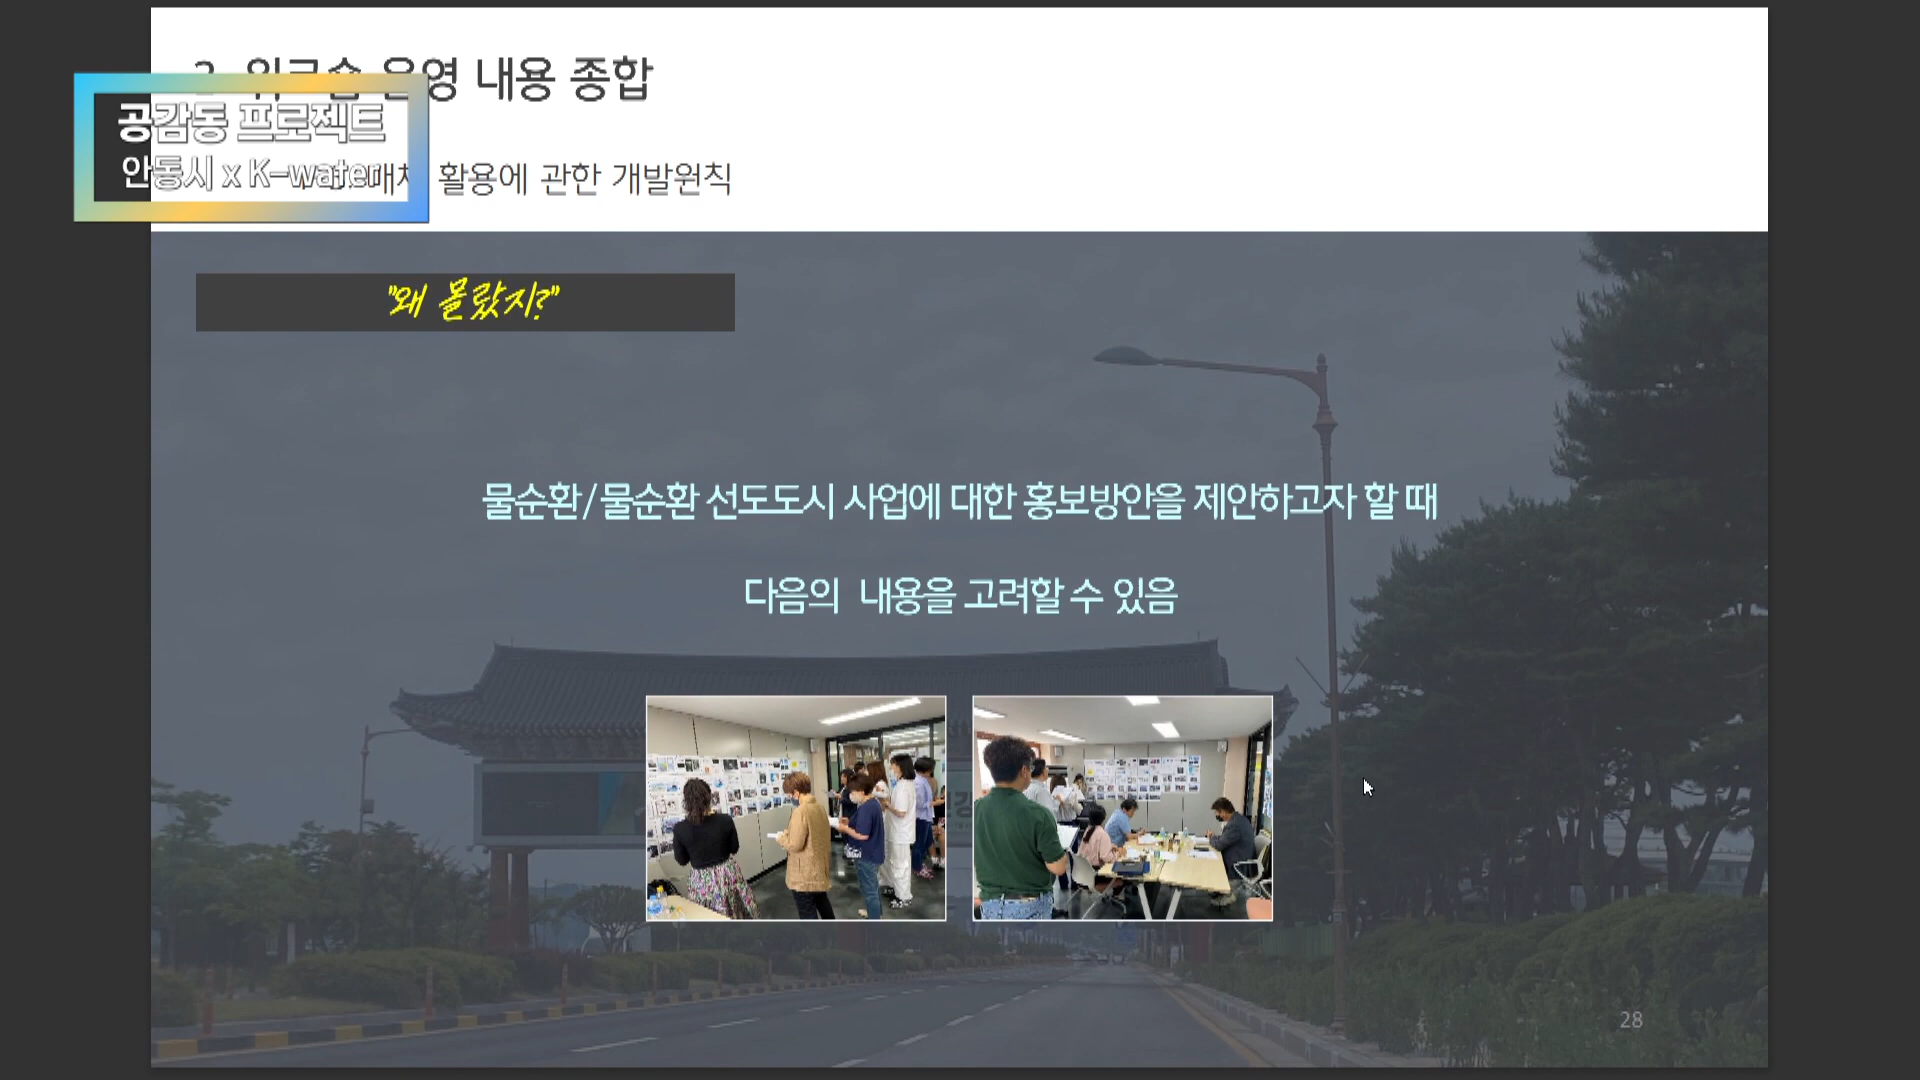 운영 내용 종합
공감동 프로젝트
안동시 x K-water
활용에 관한 개발원칙
"왜 몰랐지?"
물순환/물순환 선도도시 사업에 대한 홍보방안을 제안하고자 할 때
다음의 내용을 고려할 수 있음
28